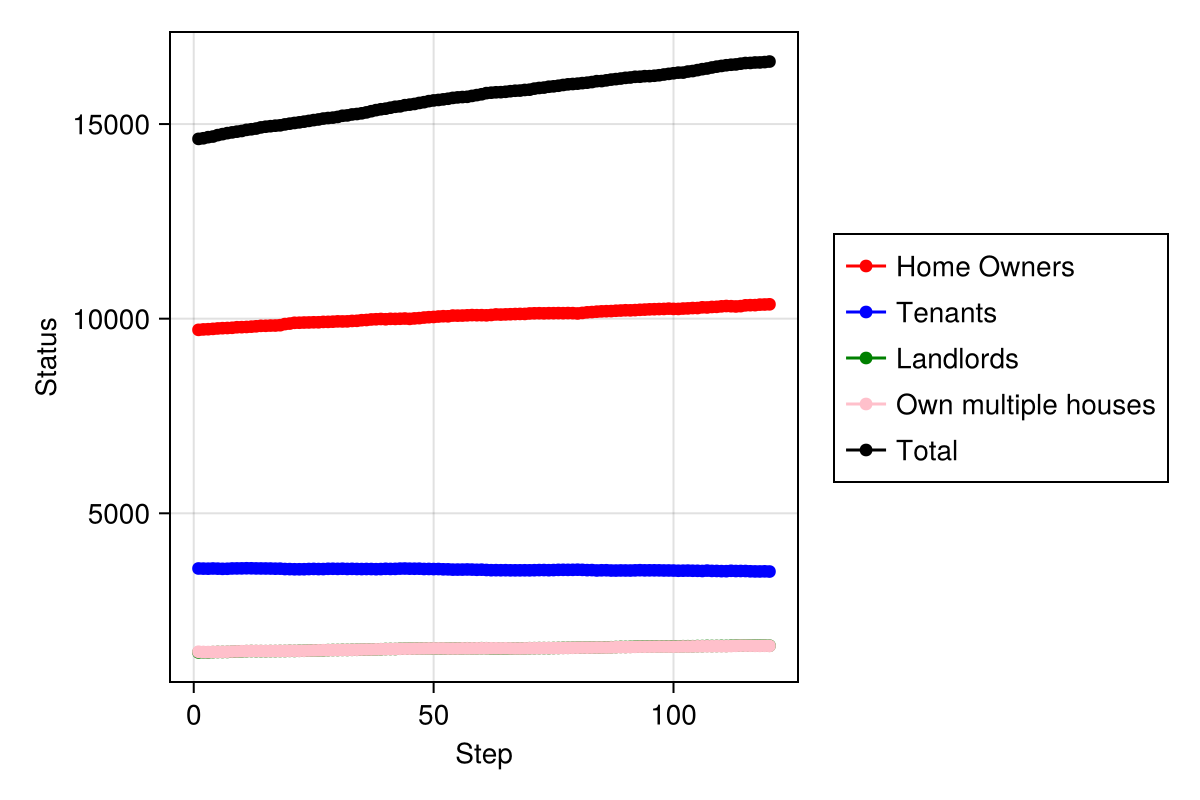 15000
10000
5000
Status
0 50 100
Step
Home Owners
Tenants
Landlords
Own multiple houses
Total